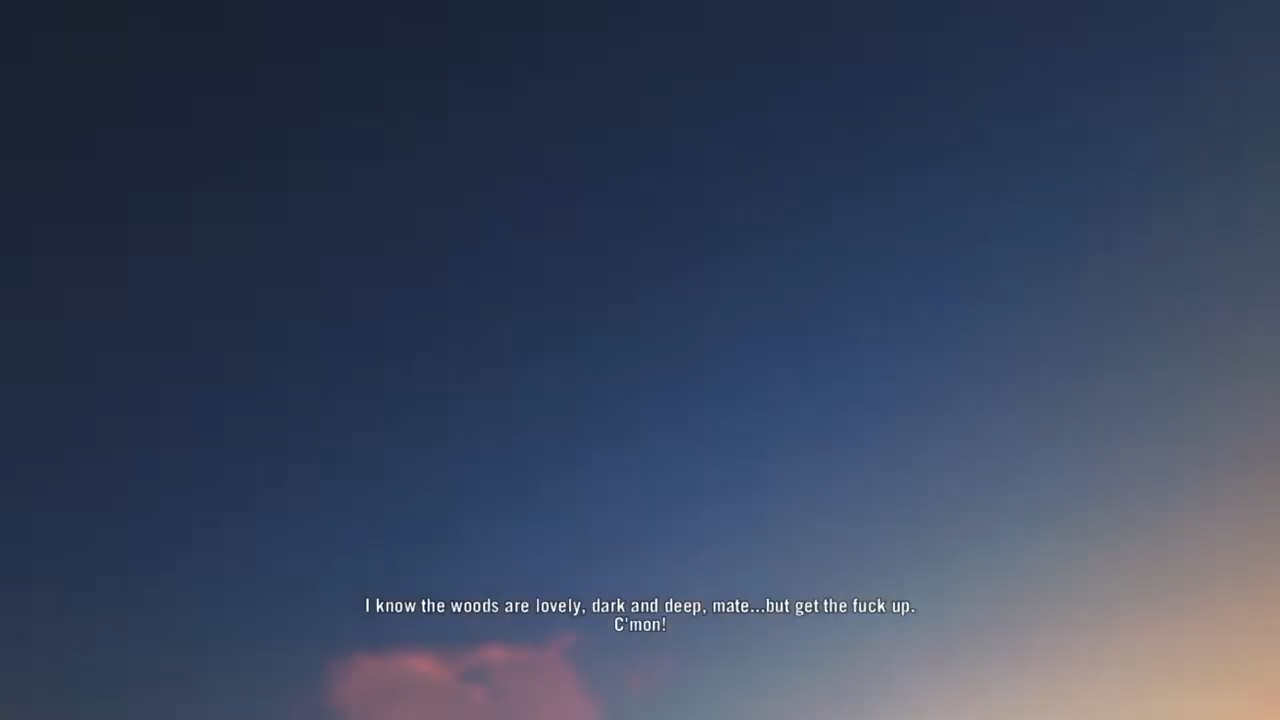 I know the woods are lovely, dark and deep, mate...but get the fuck up.
C'mon!